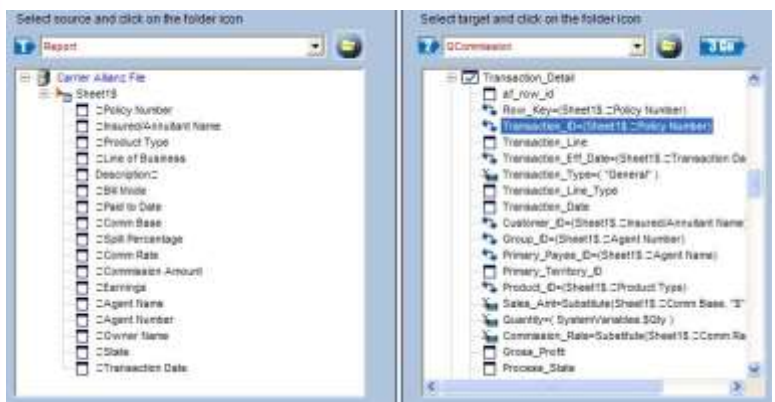 Select source and click on the folder icon
Report
Carrier Allianz File
Sheet1$
Policy Number
Insured/Annuitant Name
Product Type
Line of Business
Description
Bill Mode
Paid to Date
Comm Base
Split Percentage
Comm Rate
Commission Amount
Earnings
Agent Name
Agent Number
Owner Name
State
Transaction Date
Select target and click on the folder icon
QCommission
3 GO
Transaction_Detail
af_row_id
Row_Key=(Sheet1$.Policy Number)
Transaction_ID=(Sheet1$.Policy Number)
Transaction_Line
Transaction_Eff_Date=(Sheet1$.Transaction Da
Transaction_Type=( "General" )
Transaction_Line_Type
Transaction_Date
Customer_ID=(Sheet1$.Insured/Annuitant Name
Group_ID=(Sheet1$.Agent Number)
Primary_Payee_ID=(Sheet1$.Agent Name)
Primary_Territory_ID
Product_ID=(Sheet1$.Product Type)
Sales_Amt=Substitute(Sheet1$.Comm Base, "$"
Quantity=( SystemVariables.$Qty )
Commission_Rate=Substitute(Sheet1$.Comm Ra
Gross_Profit
Process_State